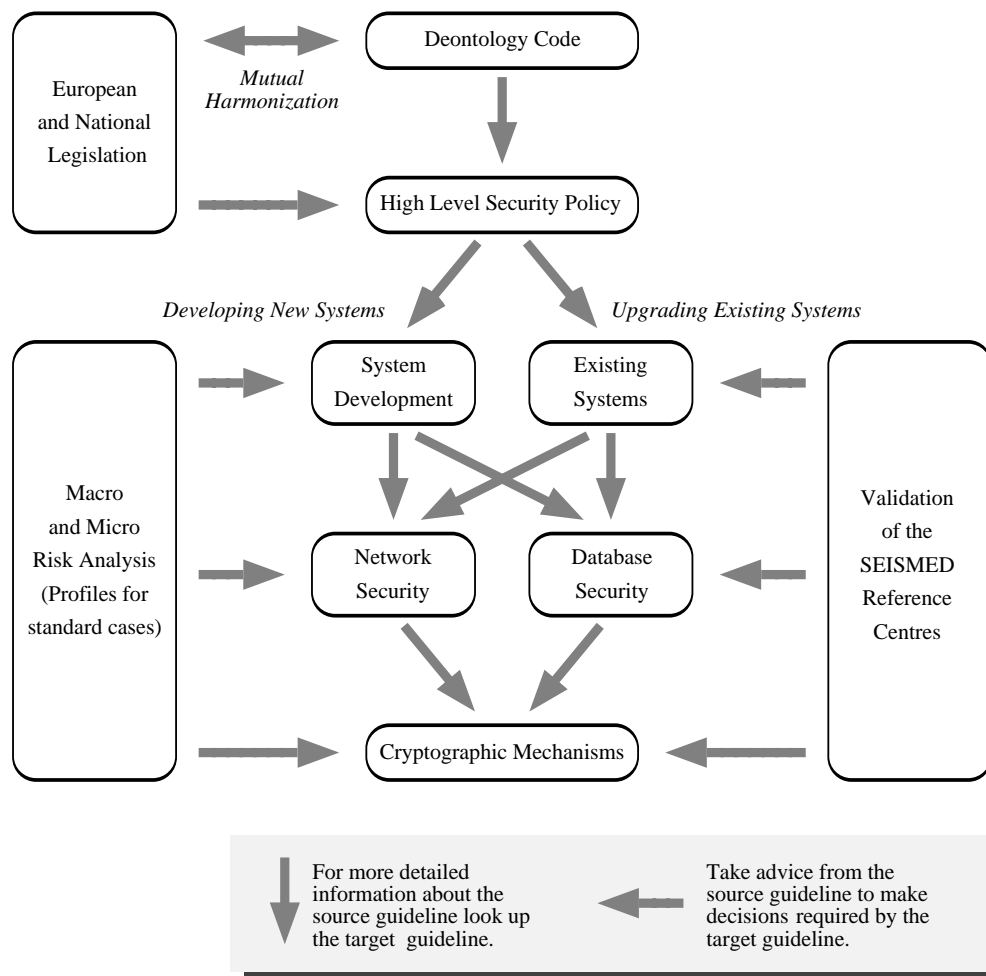 Deontology Code
Mutual
Harmonization
European
and National
Legislation
High Level Security Policy
Developing New Systems
Upgrading Existing Systems
System
Development
Existing
Systems
Macro
and Micro
Risk Analysis
(Profiles for
standard cases)
Network
Security
Database
Security
Validation
of the
SEISMED
Reference
Centres
Cryptographic Mechanisms
For more detailed
information about the
source guideline look up
the target guideline.
Take advice from the
source guideline to make
decisions required by the
target guideline.